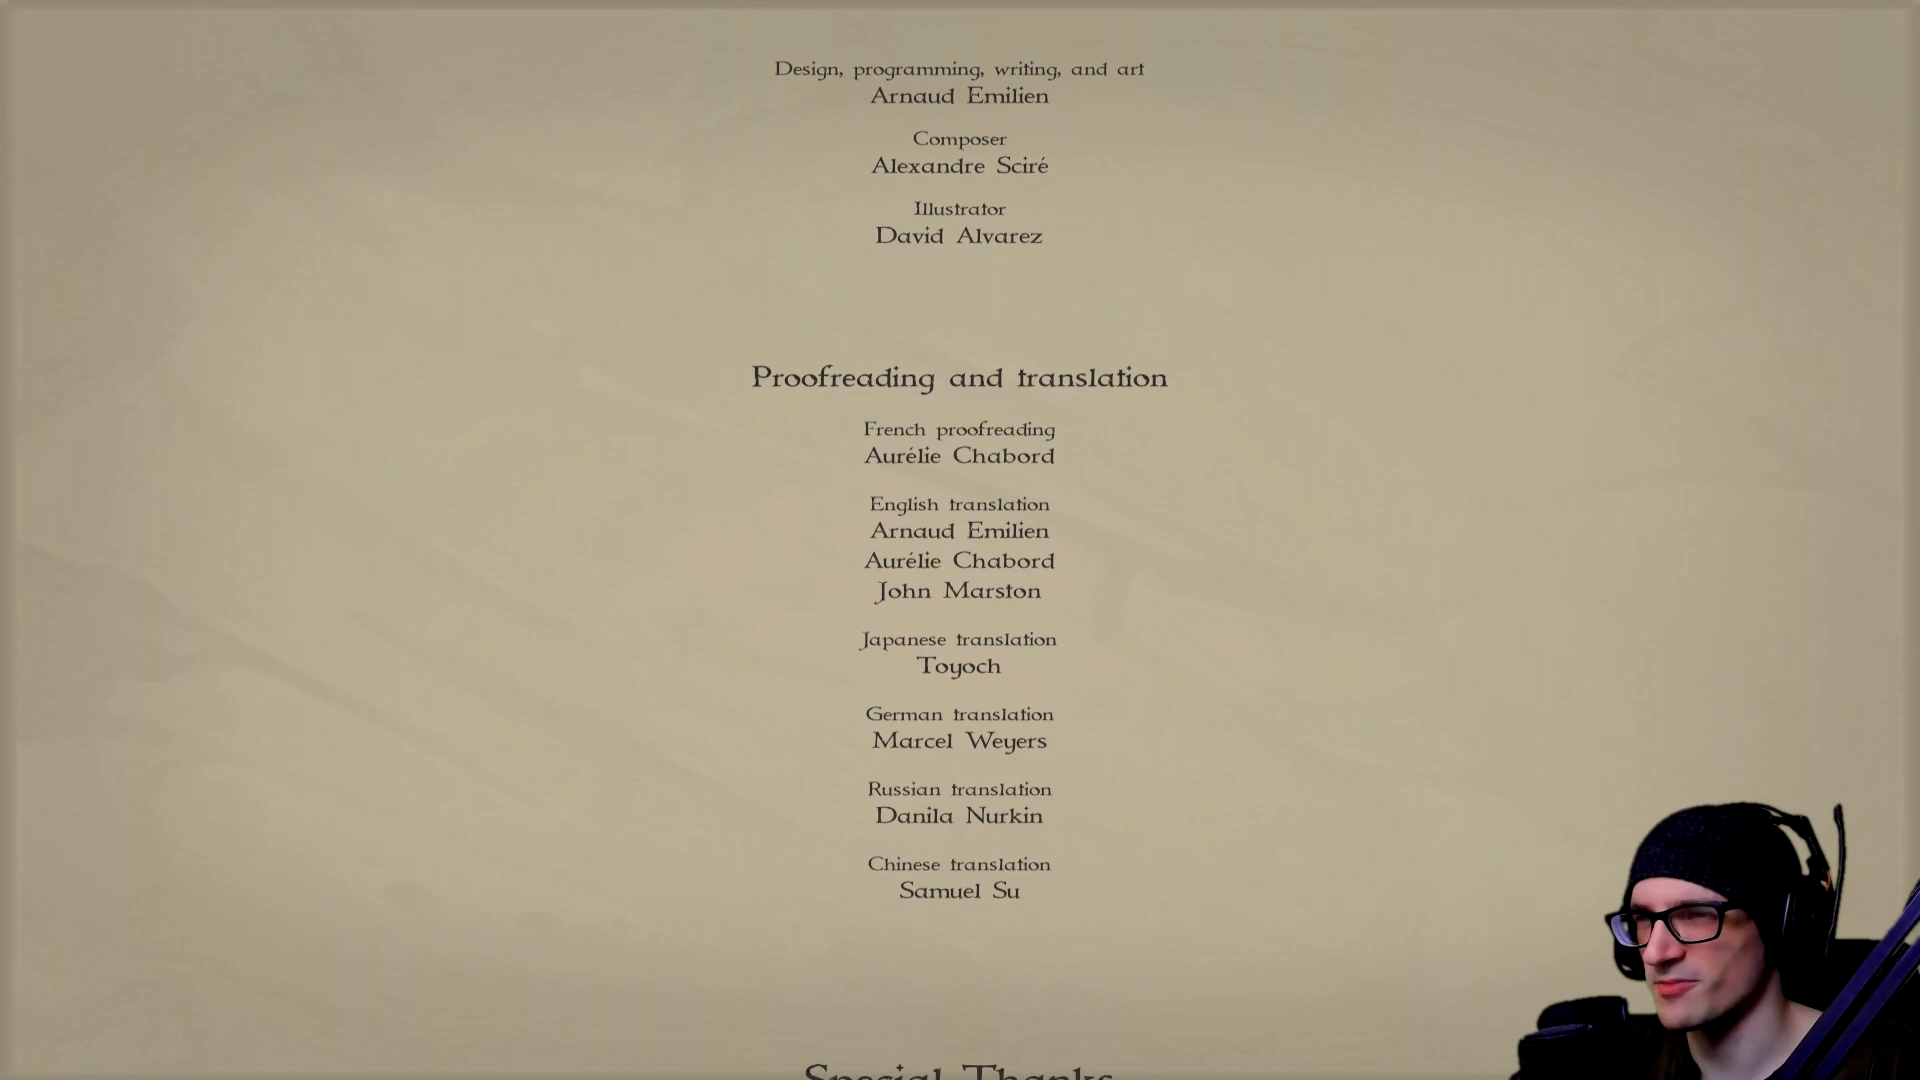 Design, programming, writing, and art
Arnaud Emilien
Composer
Alexandre Sciré
Illustrator
David Alvarez
Proofreading and translation
French proofreading
Aurélie Chabord
English translation
Arnaud Emilien
Aurélie Chabord
John Marston
Japanese translation
Toyoch
German translation
Marcel Weyers
Russian translation
Danila Nurkin
Chinese translation
Samuel Su
Special Thanks